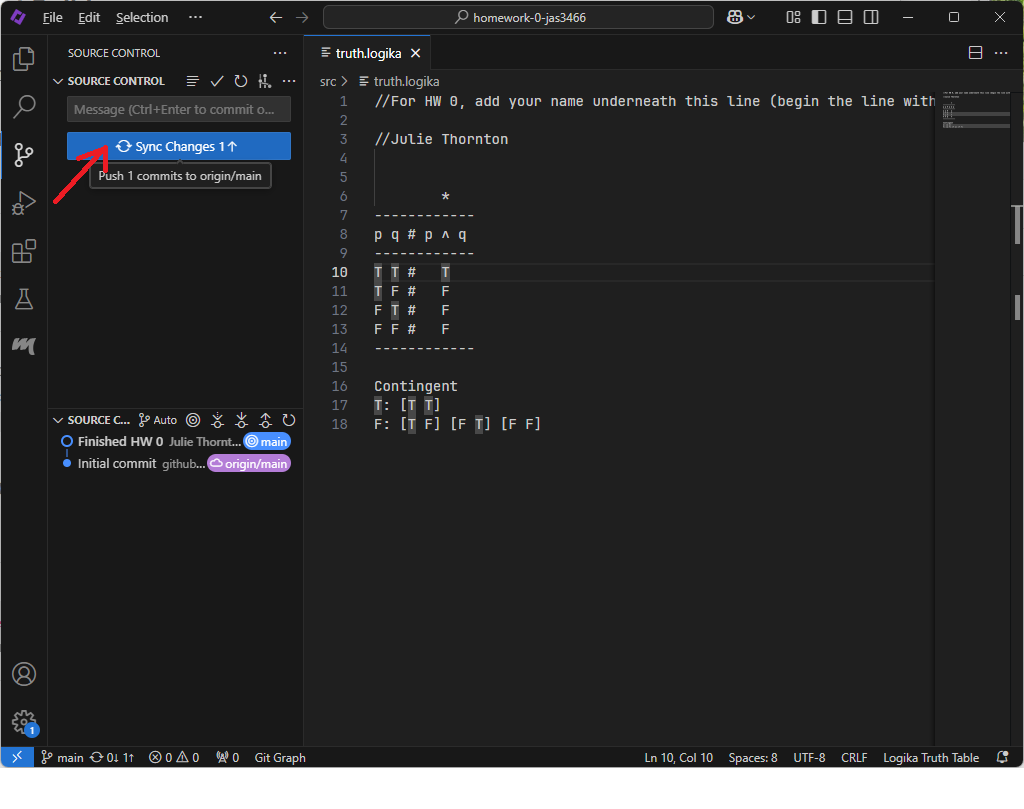 File Edit Selection ··· homework-0-jas3466
SOURCE CONTROL ···
SOURCE CONTROL ···
Message (Ctrl+Enter to commit o...
Sync Changes 1↑
Push 1 commits to origin/main
truth.logika
src > truth.logika
1 //For HW 0, add your name underneath this line (begin the line with
2
3 //Julie Thornton
4
5
6         *
7 ------------
8 p q # p ∧ q
9 ------------
10 T T #   T
11 T F #   F
12 F T #   F
13 F F #   F
14 ------------
15
16 Contingent
17 T: [T T]
18 F: [T F] [F T] [F F]
SOURCE C... Auto
Finished HW 0 Julie Thornt... main
Initial commit github... origin/main
1
main 0↓ 1↑ 0 0 0 Git Graph Ln 10, Col 10 Spaces: 8 UTF-8 CRLF Logika Truth Table